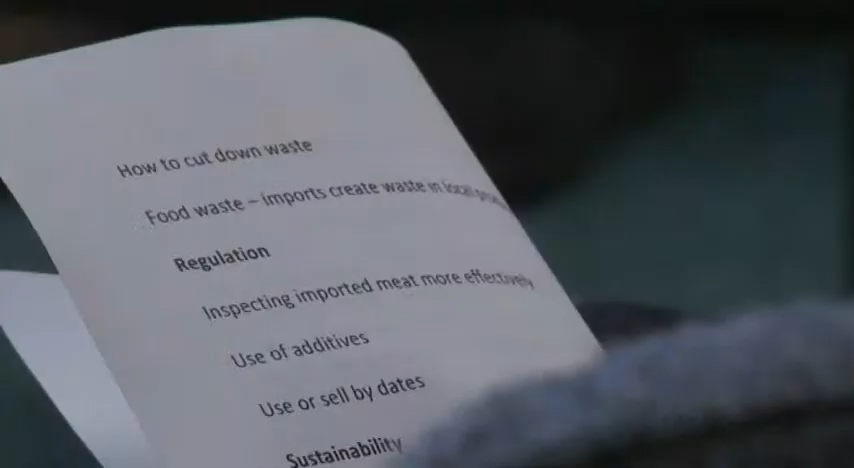 How to cut down waste
Food waste – imports create waste in local
Regulation
Inspecting imported meat more effectively
Use of additives
Use or sell by dates
Sustainability